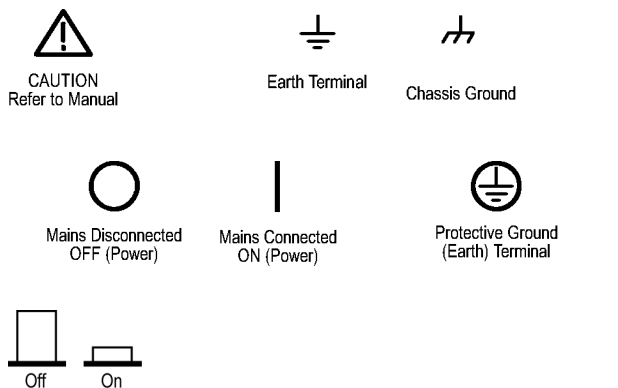 CAUTION
Refer to Manual
Earth Terminal
Chassis Ground
Mains Disconnected
OFF (Power)
Mains Connected
ON (Power)
Protective Ground
(Earth) Terminal
Off
On